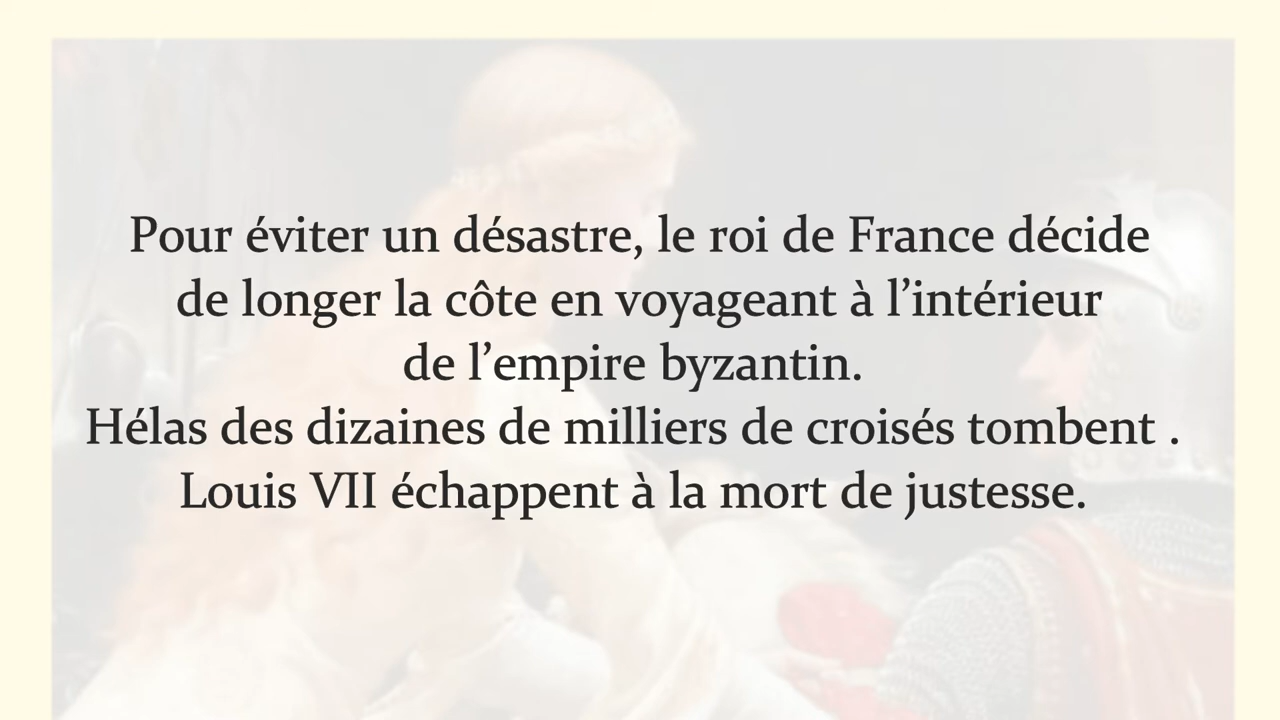 Pour éviter un désastre, le roi de France décide
de longer la côte en voyageant à l’intérieur
de l’empire byzantin.
Hélas des dizaines de milliers de croisés tombent .
Louis VII échappent à la mort de justesse.